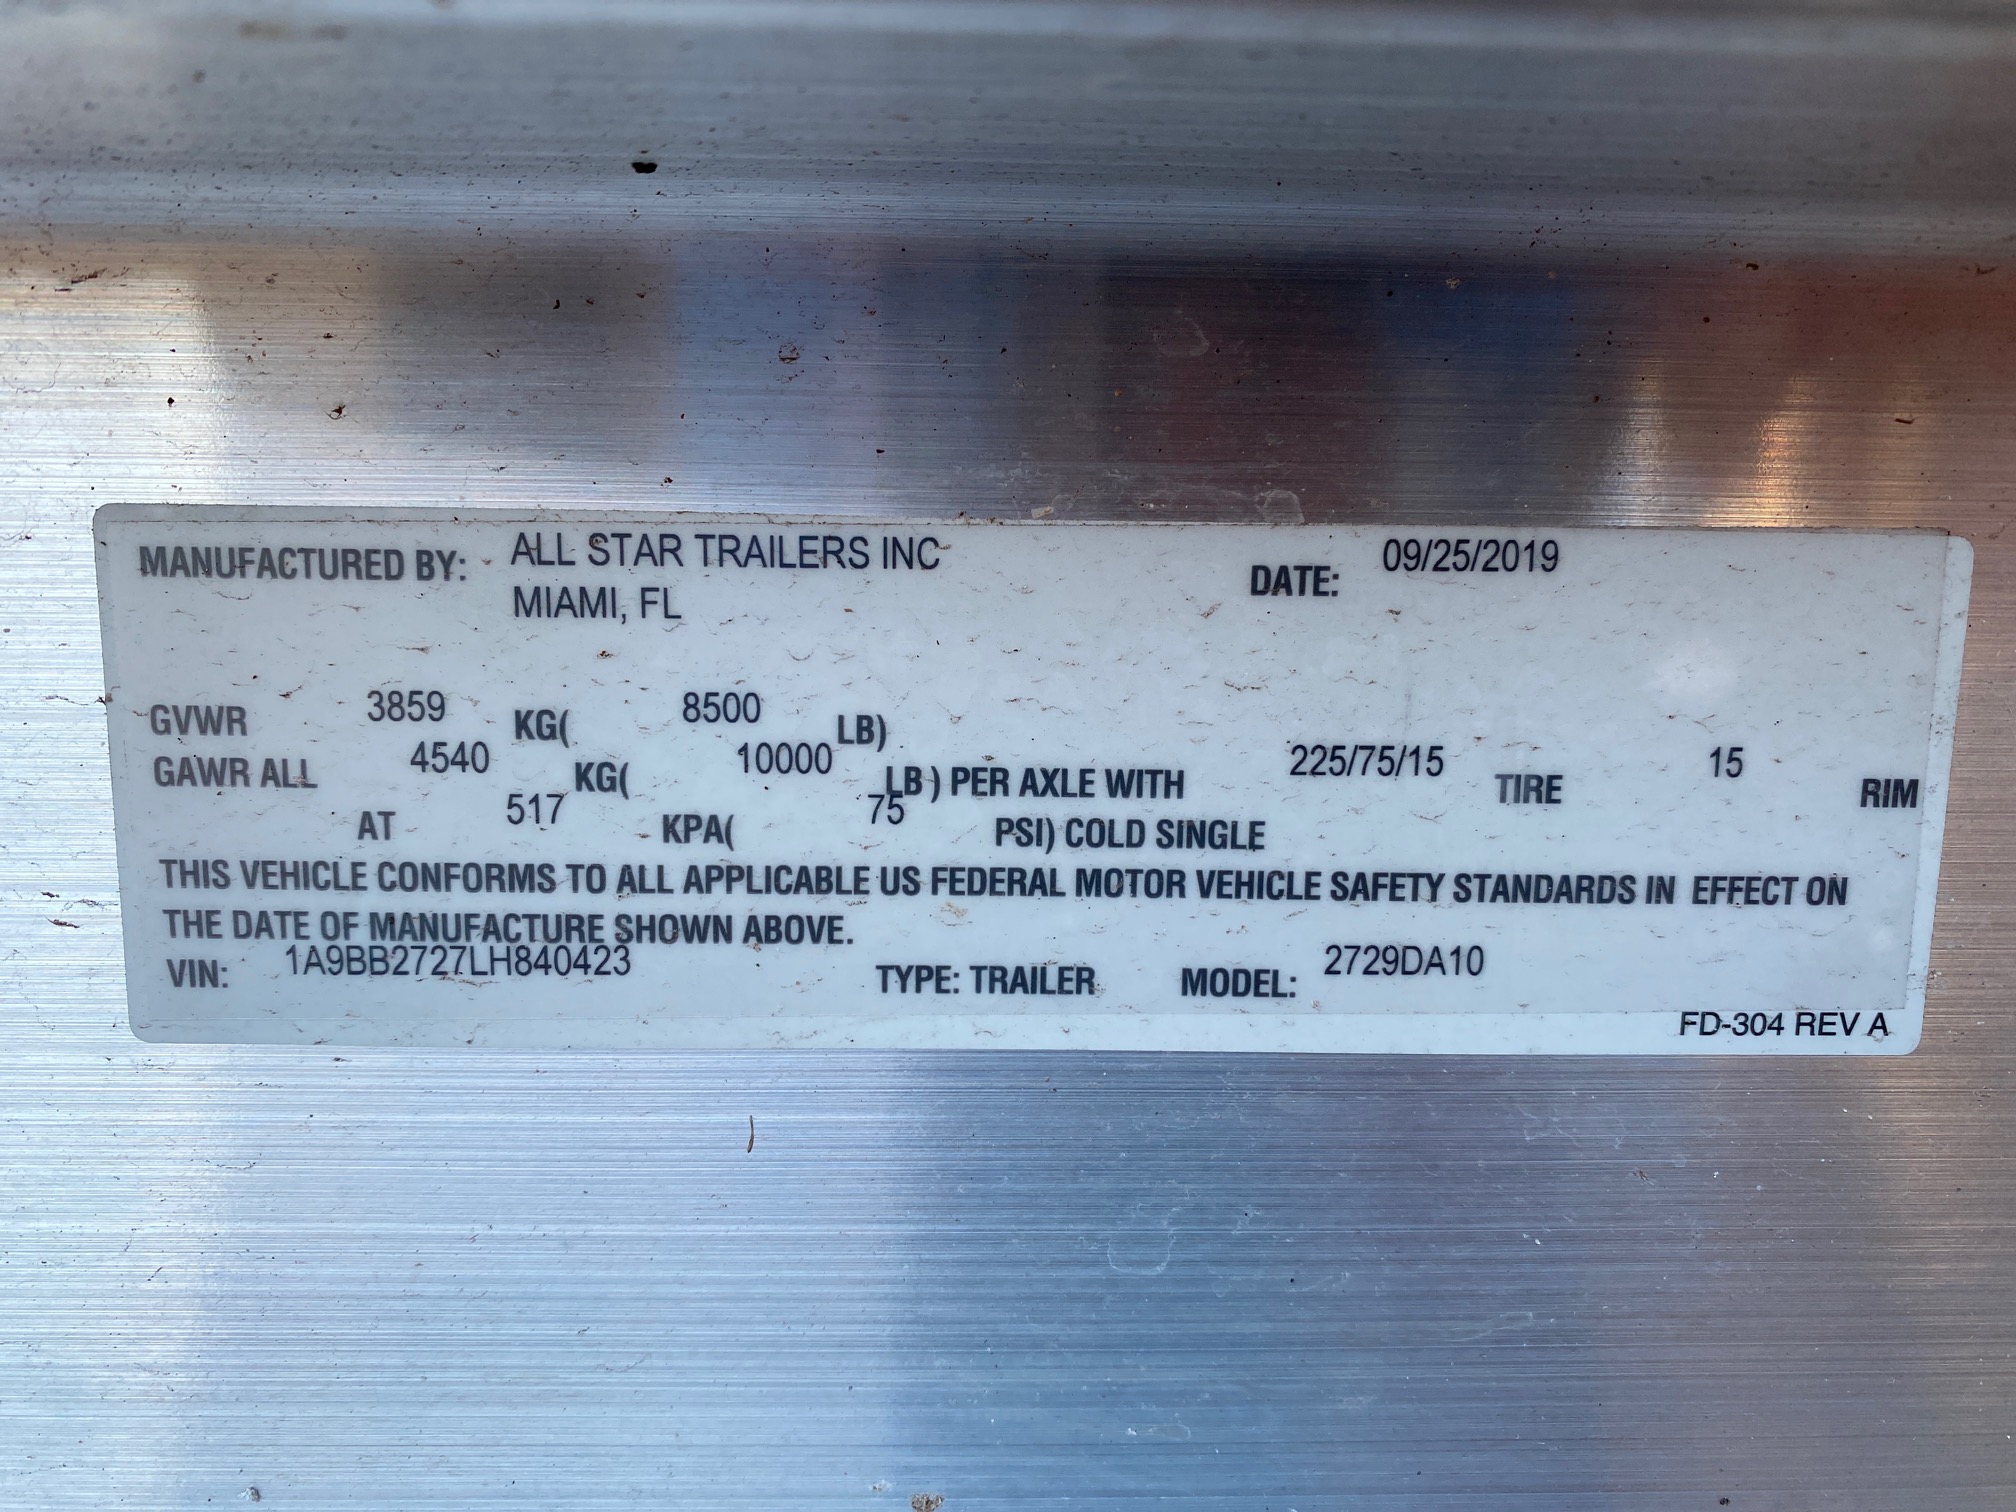 MANUFACTURED BY: ALL STAR TRAILERS INC DATE: 09/25/2019
MIAMI, FL
GVWR 3859 KG( 8500 LB)
GAWR ALL 4540 KG( 10000 LB) PER AXLE WITH 225/75/15 TIRE 15 RIM
AT 517 KPA( 75 PSI) COLD SINGLE
THIS VEHICLE CONFORMS TO ALL APPLICABLE US FEDERAL MOTOR VEHICLE SAFETY STANDARDS IN EFFECT ON
THE DATE OF MANUFACTURE SHOWN ABOVE.
VIN: 1A9BB2727LH840423 TYPE: TRAILER MODEL: 2729DA10
FD-304 REV A